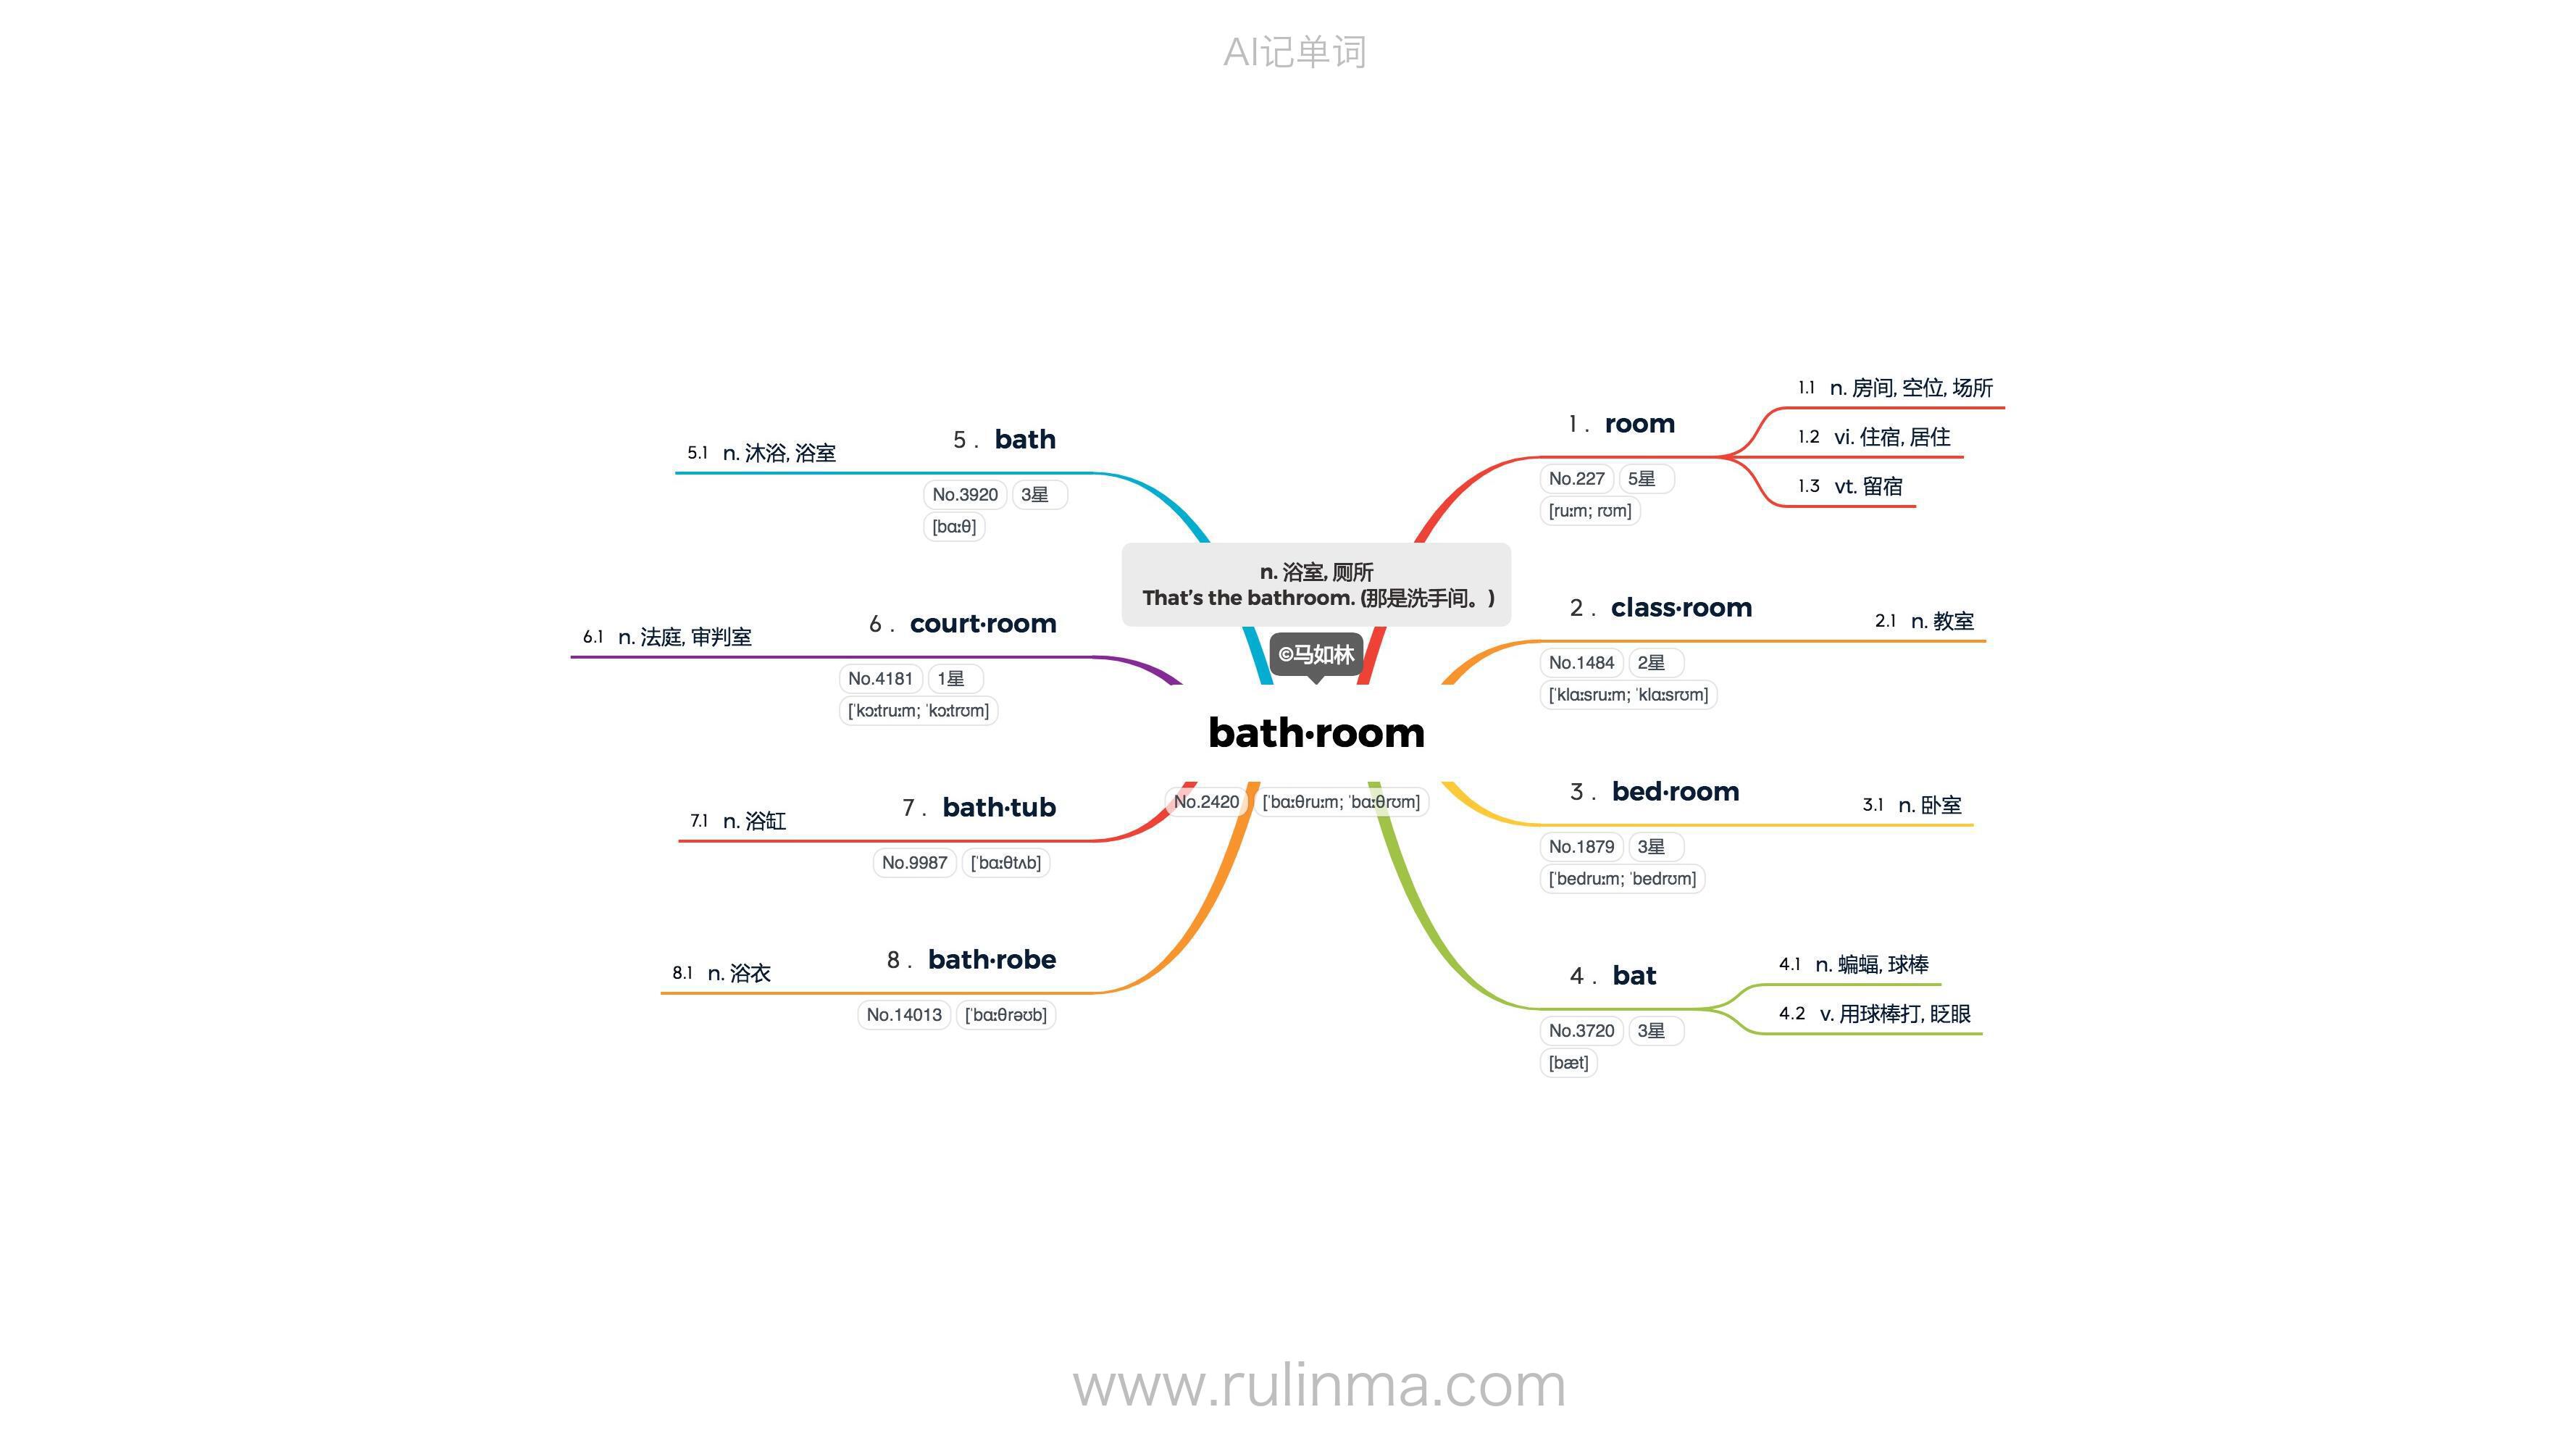 AI记单词
n. 浴室, 厕所
That's the bathroom. (那是洗手间。)
©马如林
bath·room
No.2420 [ˈbɑːθruːm; ˈbɑːθrʊm]
1. room
No.227 5星
[ruːm; rʊm]
1.1 n. 房间, 空位, 场所
1.2 vi. 住宿, 居住
1.3 vt. 留宿
2. class·room
No.1484 2星
[ˈklɑːsruːm; ˈklɑːsrʊm]
2.1 n. 教室
3. bed·room
No.1879 3星
[ˈbedruːm; ˈbedrʊm]
3.1 n. 卧室
4. bat
No.3720 3星
[bæt]
4.1 n. 蝙蝠, 球棒
4.2 v. 用球棒打, 眨眼
5. bath
No.3920 3星
[bɑːθ]
5.1 n. 沐浴, 浴室
6. court·room
No.4181 1星
[ˈkɔːtruːm; ˈkɔːtrʊm]
6.1 n. 法庭, 审判室
7. bath·tub
No.9987 [ˈbɑːθtʌb]
7.1 n. 浴缸
8. bath·robe
No.14013 [ˈbɑːθrəʊb]
8.1 n. 浴衣
www.rulinma.com